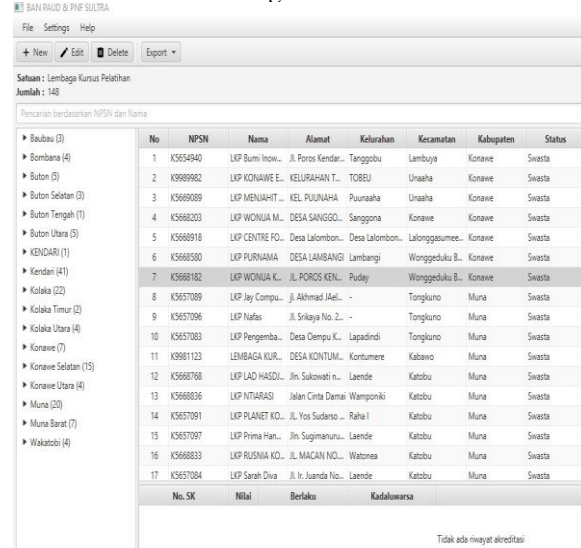 BAN PAUD & PNF SULTRA
File Settings Help
+ New Edit Delete Export
Satuan : Lembaga Kursus Pelatihan
Jumlah : 148
Pencarian berdasarkan NPSN dan Nama
Baubau (3)
Bombana (4)
Buton (5)
Buton Selatan (3)
Buton Tengah (1)
Buton Utara (5)
KENDARI (1)
Kendari (41)
Kolaka (22)
Kolaka Timur (2)
Kolaka Utara (4)
Konawe (7)
Konawe Selatan (15)
Konawe Utara (4)
Muna (20)
Muna Barat (7)
Wakatobi (4)
No NPSN Nama Alamat Kelurahan Kecamatan Kabupaten Status
1 K5654940 LKP Bumi Inow... Jl. Poros Kendar... Tanggobu Lambuya Konawe Swasta
2 K9989982 LKP KONAWE E... KELURAHAN T... TOBEU Unaaha Konawe Swasta
3 K5669089 LKP MENJAHIT ... KEL. PUUNAHA Puunaaha Unaaha Konawe Swasta
4 K5668203 LKP WONUA M... DESA SANGGO... Sanggona Konawe Konawe Swasta
5 K5668918 LKP CENTRE FO... Desa Lalombon... Desa Lalombon... Lalonggasumee... Konawe Swasta
6 K5668580 LKP PURNAMA DESA LAMBANGI Lambangi Wonggeduku B... Konawe Swasta
7 K5668182 LKP WONUA K... JL. POROS KEN... Puday Wonggeduku B... Konawe Swasta
8 K5657089 LKP Jay Compu... jl. Akhmad JAel... - Tongkuno Muna Swasta
9 K5657096 LKP Nafas Jl. Srikaya No. 2... - Tongkuno Muna Swasta
10 K5657083 LKP Pengemba... Desa Oempu K... Lapadindi Tongkuno Muna Swasta
11 K9981123 LEMBAGA KUR... DESA KONTUM... Kontumere Kabawo Muna Swasta
12 K5668768 LKP LAD HASDJ... Jln. Sukowati n... Laende Katobu Muna Swasta
13 K5668836 LKP NTIARASI Jalan Cinta Damai Wamponiki Katobu Muna Swasta
14 K5657091 LKP PLANET KO... JL. Yos Sudarso ... Raha I Katobu Muna Swasta
15 K5657097 LKP Prima Han... Jln. Sugimanuru... Laende Katobu Muna Swasta
16 K5668833 LKP RUSNIA KO... JL. MACAN NO... Watonea Katobu Muna Swasta
17 K5657084 LKP Sarah Diva Jl. Ir. Juanda No... Laende Katobu Muna Swasta
No. SK Nilai Berlaku Kadaluwarsa
Tidak ada riwayat akreditasi